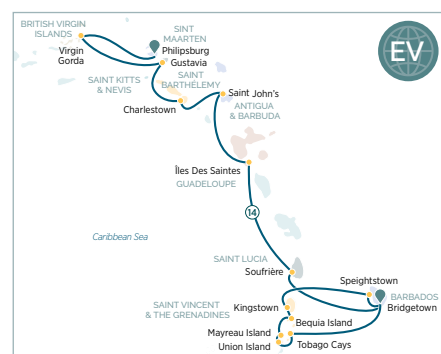 BRITISH VIRGIN
ISLANDS
Virgin
Gorda
SINT
MAARTEN
Philipsburg
Gustavia
SAINT
BARTHÉLEMY
SAINT KITTS
& NEVIS
Charlestown
Saint John's
ANTIGUA
& BARBUDA
Îles Des Saintes
GUADELOUPE
14
Caribbean Sea
SAINT LUCIA
Soufrière
Speightstown
BARBADOS
Bridgetown
SAINT VINCENT
& THE GRENADINES
Kingstown
Bequia Island
Mayreau Island
Union Island
Tobago Cays
EV